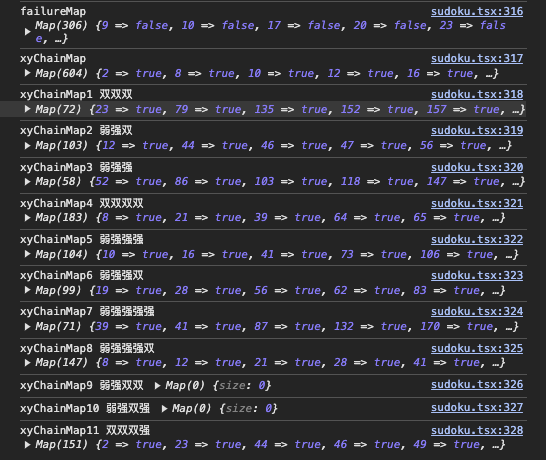 failureMap sudoku.tsx:316
▶ Map(306) {9 => false, 10 => false, 17 => false, 20 => false, 23 => fals
e, …}
xyChainMap sudoku.tsx:317
▶ Map(604) {2 => true, 8 => true, 10 => true, 12 => true, 16 => true, …}
xyChainMap1 双双双 sudoku.tsx:318
▶ Map(72) {23 => true, 79 => true, 135 => true, 152 => true, 157 => true, …}
xyChainMap2 弱强双 sudoku.tsx:319
▶ Map(103) {12 => true, 44 => true, 46 => true, 47 => true, 56 => true, …}
xyChainMap3 弱强强 sudoku.tsx:320
▶ Map(58) {52 => true, 86 => true, 103 => true, 118 => true, 147 => true, …}
xyChainMap4 双双双双 sudoku.tsx:321
▶ Map(183) {8 => true, 21 => true, 39 => true, 64 => true, 65 => true, …}
xyChainMap5 弱强强强 sudoku.tsx:322
▶ Map(104) {10 => true, 16 => true, 41 => true, 73 => true, 106 => true, …}
xyChainMap6 弱强强双 sudoku.tsx:323
▶ Map(99) {19 => true, 28 => true, 56 => true, 62 => true, 83 => true, …}
xyChainMap7 弱强强强强 sudoku.tsx:324
▶ Map(71) {39 => true, 41 => true, 87 => true, 132 => true, 170 => true, …}
xyChainMap8 弱强强强双 sudoku.tsx:325
▶ Map(147) {8 => true, 12 => true, 21 => true, 28 => true, 41 => true, …}
xyChainMap9 弱强双双 ▶ Map(0) {size: 0} sudoku.tsx:326
xyChainMap10 弱强双强 ▶ Map(0) {size: 0} sudoku.tsx:327
xyChainMap11 双双双强 sudoku.tsx:328
▶ Map(151) {2 => true, 23 => true, 44 => true, 46 => true, 49 => true, …}